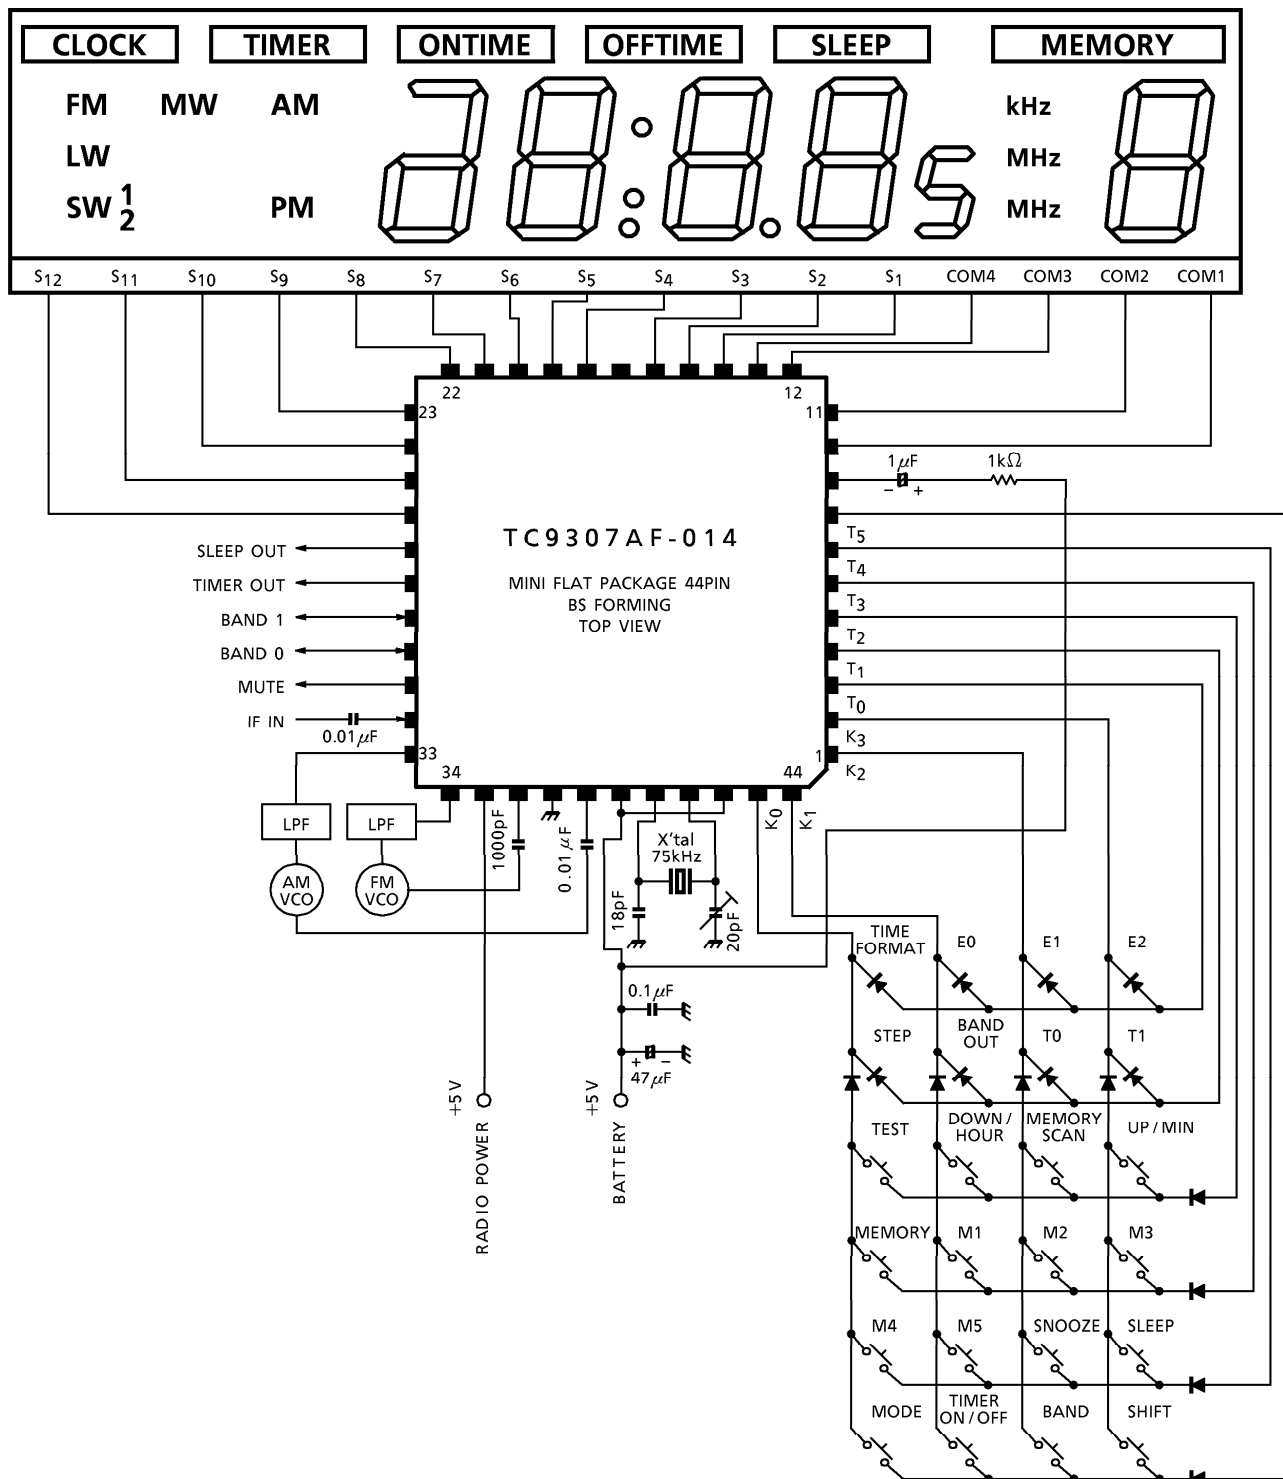 CLOCK TIMER ONTIME OFFTIME SLEEP MEMORY
FM MW AM kHz
LW MHz
SW 1 2 PM MHz
S12 S11 S10 S9 S8 S7 S6 S5 S4 S3 S2 S1 COM4 COM3 COM2 COM1
22 12
23 11
1μF 1kΩ
− +
TC9307AF-014
MINI FLAT PACKAGE 44PIN
BS FORMING
TOP VIEW
SLEEP OUT
TIMER OUT
BAND 1
BAND 0
MUTE
IF IN
0.01μF
T5
T4
T3
T2
T1
T0
K3
K2
33 1
34 44
K0 K1
LPF LPF
1000pF
0.01μF
X'tal
75kHz
AM
VCO
FM
VCO
18pF
20pF
TIME
FORMAT
E0 E1 E2
0.1μF
STEP
BAND
OUT
T0 T1
+ −
47μF
+5V
RADIO POWER
+5V
BATTERY
TEST
DOWN/
HOUR
MEMORY
SCAN
UP/MIN
MEMORY M1 M2 M3
M4 M5 SNOOZE SLEEP
MODE
TIMER
ON/OFF
BAND SHIFT